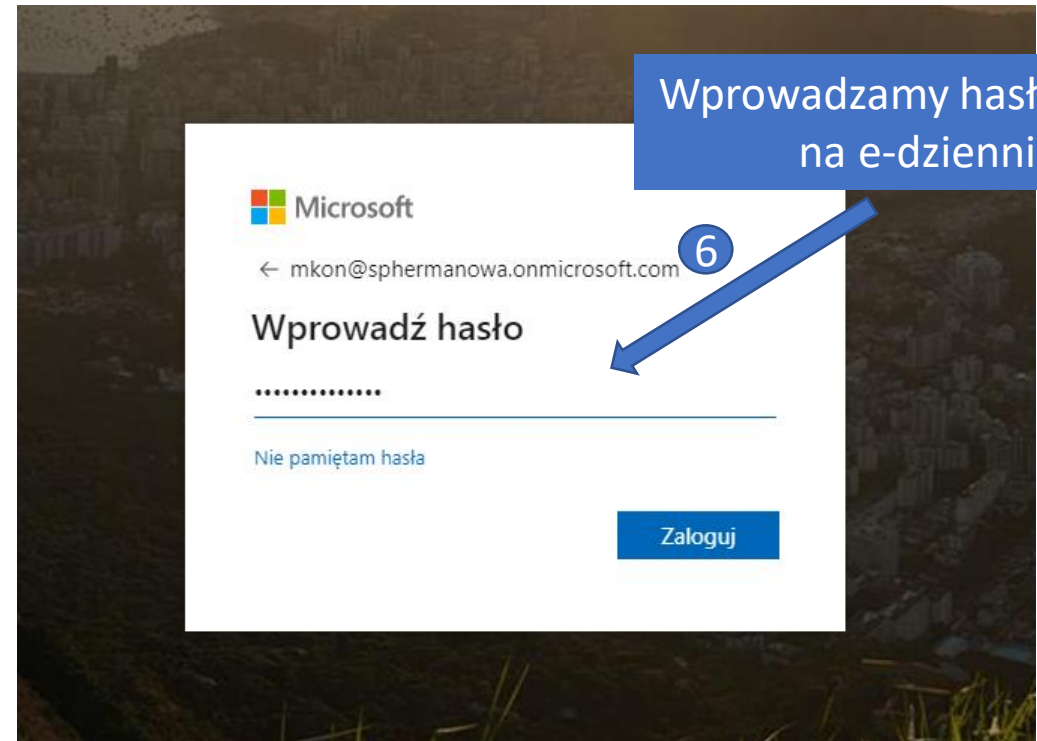 Wprowadzamy hasł
na e-dzienni
Microsoft
6
← mkon@sphermanowa.onmicrosoft.com
Wprowadź hasło
••••••••••••••
Nie pamiętam hasła
Zaloguj